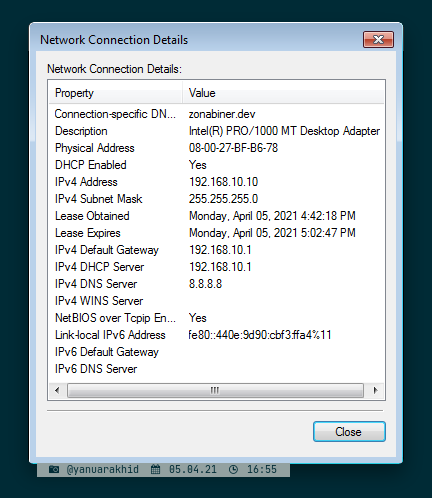 Network Connection Details
Network Connection Details:
Property Value
Connection-specific DN... zonabiner.dev
Description Intel(R) PRO/1000 MT Desktop Adapter
Physical Address 08-00-27-BF-B6-78
DHCP Enabled Yes
IPv4 Address 192.168.10.10
IPv4 Subnet Mask 255.255.255.0
Lease Obtained Monday, April 05, 2021 4:42:18 PM
Lease Expires Monday, April 05, 2021 5:02:47 PM
IPv4 Default Gateway 192.168.10.1
IPv4 DHCP Server 192.168.10.1
IPv4 DNS Server 8.8.8.8
IPv4 WINS Server
NetBIOS over Tcpip En... Yes
Link-local IPv6 Address fe80::440e:9d90:cbf3:ffa4%11
IPv6 Default Gateway
IPv6 DNS Server
Close
@yanuarakhid 05.04.21 16:55